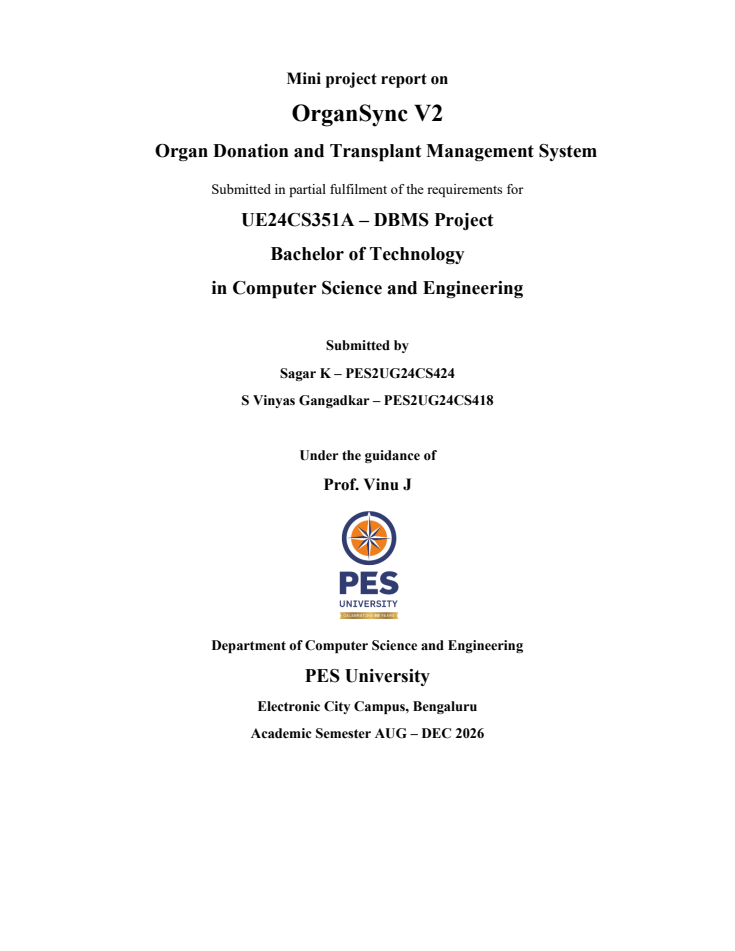 Mini project report on
OrganSync V2
Organ Donation and Transplant Management System
Submitted in partial fulfilment of the requirements for
UE24CS351A – DBMS Project
Bachelor of Technology
in Computer Science and Engineering
Submitted by
Sagar K – PES2UG24CS424
S Vinyas Gangadkar – PES2UG24CS418
Under the guidance of
Prof. Vinu J
PES
UNIVERSITY
Department of Computer Science and Engineering
PES University
Electronic City Campus, Bengaluru
Academic Semester AUG – DEC 2026